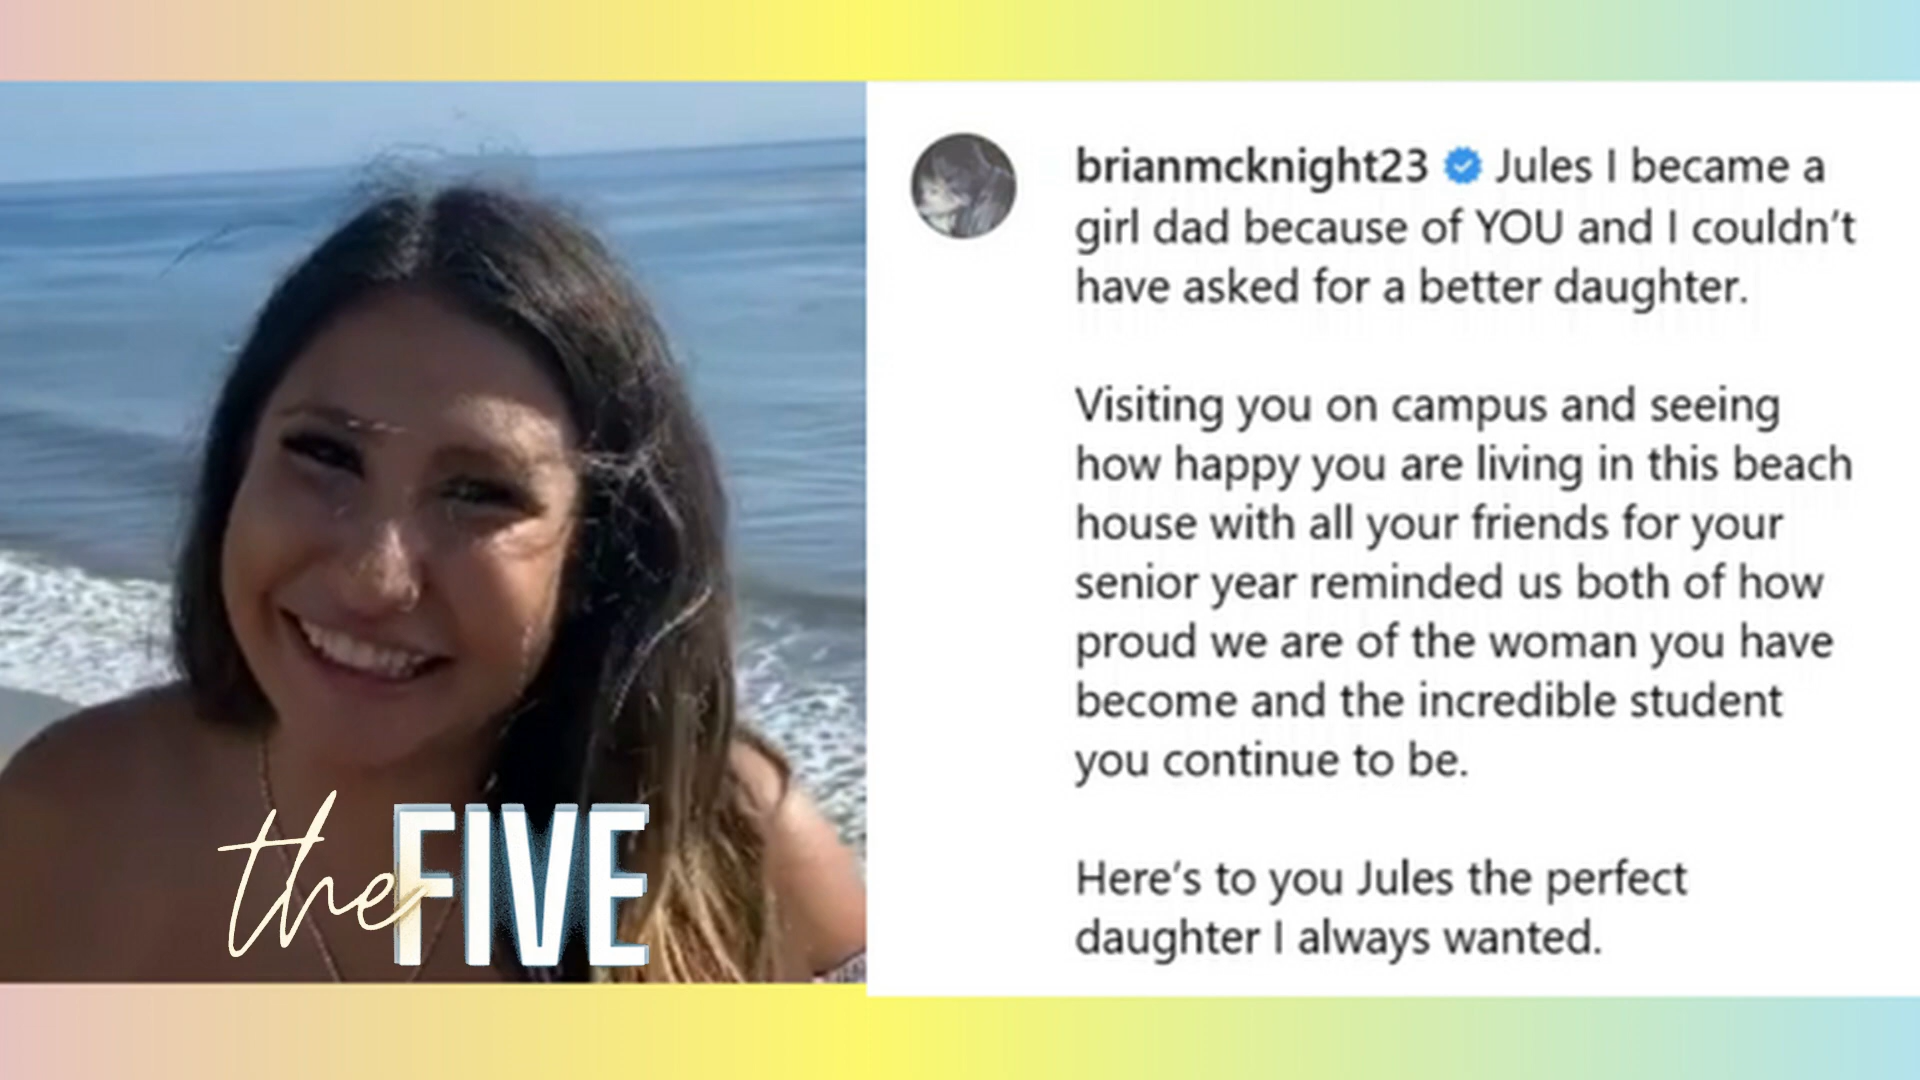 the FIVE
brianmcknight23 Jules I became a
girl dad because of YOU and I couldn't
have asked for a better daughter.
Visiting you on campus and seeing
how happy you are living in this beach
house with all your friends for your
senior year reminded us both of how
proud we are of the woman you have
become and the incredible student
you continue to be.
Here's to you Jules the perfect
daughter I always wanted.